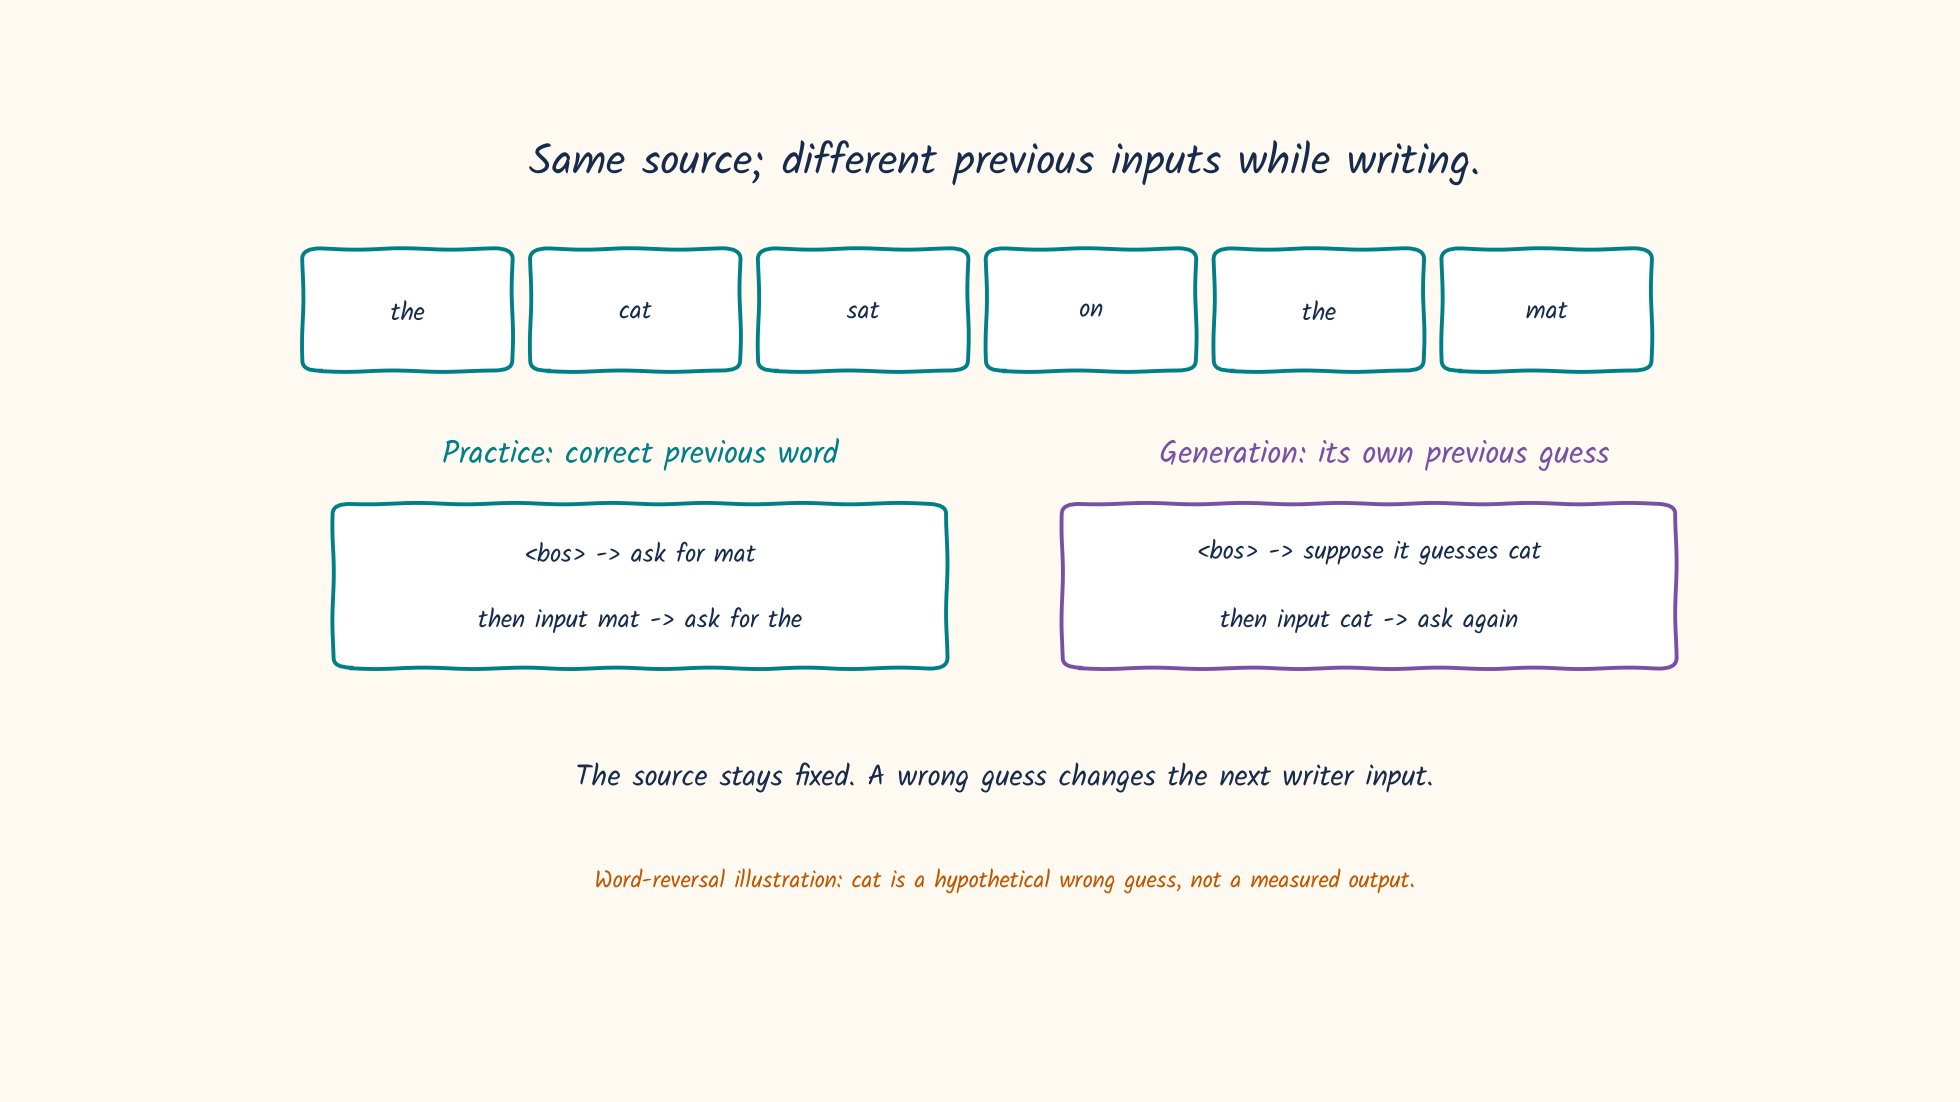 Same source; different previous inputs while writing.
the cat sat on the mat
Practice: correct previous word
<bos> -> ask for mat
then input mat -> ask for the
Generation: its own previous guess
<bos> -> suppose it guesses cat
then input cat -> ask again
The source stays fixed. A wrong guess changes the next writer input.
Word-reversal illustration: cat is a hypothetical wrong guess, not a measured output.